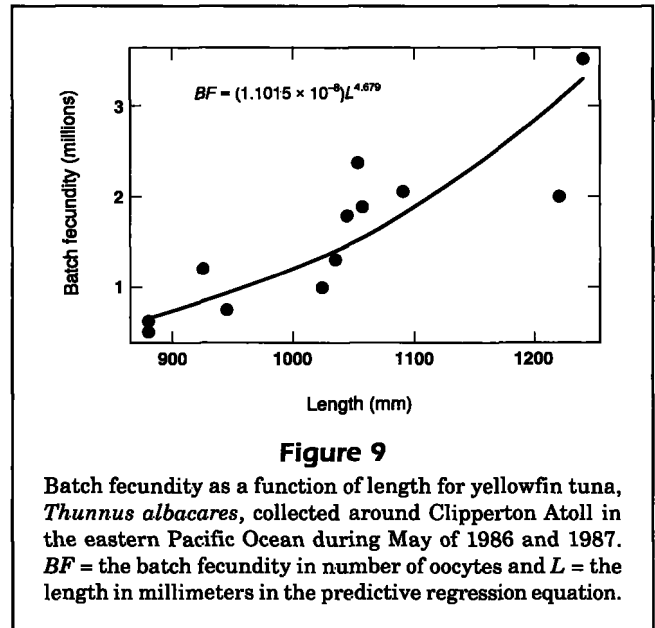 BF = (1.1015 × 10⁻⁸)L⁴·⁶⁷⁹
Batch fecundity (millions)
3
2
1
900 1000 1100 1200
Length (mm)
Figure 9
Batch fecundity as a function of length for yellowfin tuna,
Thunnus albacares, collected around Clipperton Atoll in
the eastern Pacific Ocean during May of 1986 and 1987.
BF = the batch fecundity in number of oocytes and L = the
length in millimeters in the predictive regression equation.